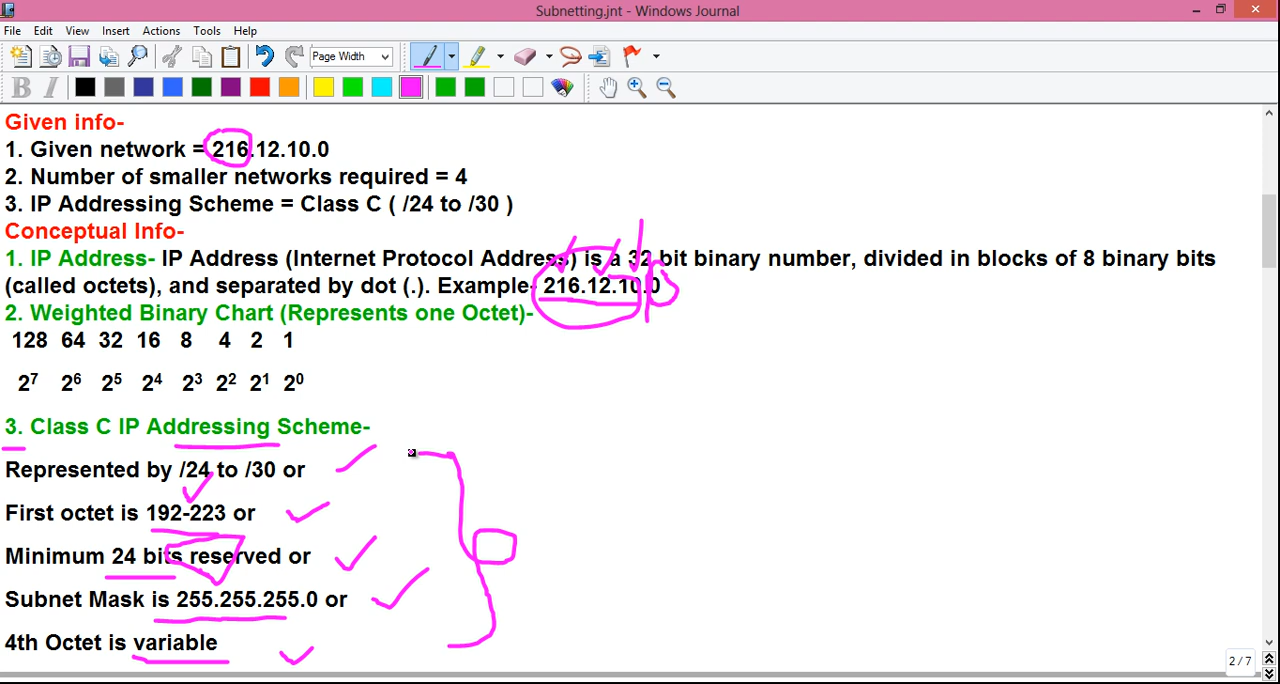 Subnetting.jnt - Windows Journal
File Edit View Insert Actions Tools Help
Page Width
B I
Given info-
1. Given network = 216.12.10.0
2. Number of smaller networks required = 4
3. IP Addressing Scheme = Class C ( /24 to /30 )
Conceptual Info-
1. IP Address- IP Address (Internet Protocol Address) is a 32 bit binary number, divided in blocks of 8 binary bits
(called octets), and separated by dot (.). Example- 216.12.10.0
2. Weighted Binary Chart (Represents one Octet)-
128 64 32 16 8 4 2 1
2⁷ 2⁶ 2⁵ 2⁴ 2³ 2² 2¹ 2⁰
3. Class C IP Addressing Scheme-
Represented by /24 to /30 or
First octet is 192-223 or
Minimum 24 bits reserved or
Subnet Mask is 255.255.255.0 or
4th Octet is variable
2/7